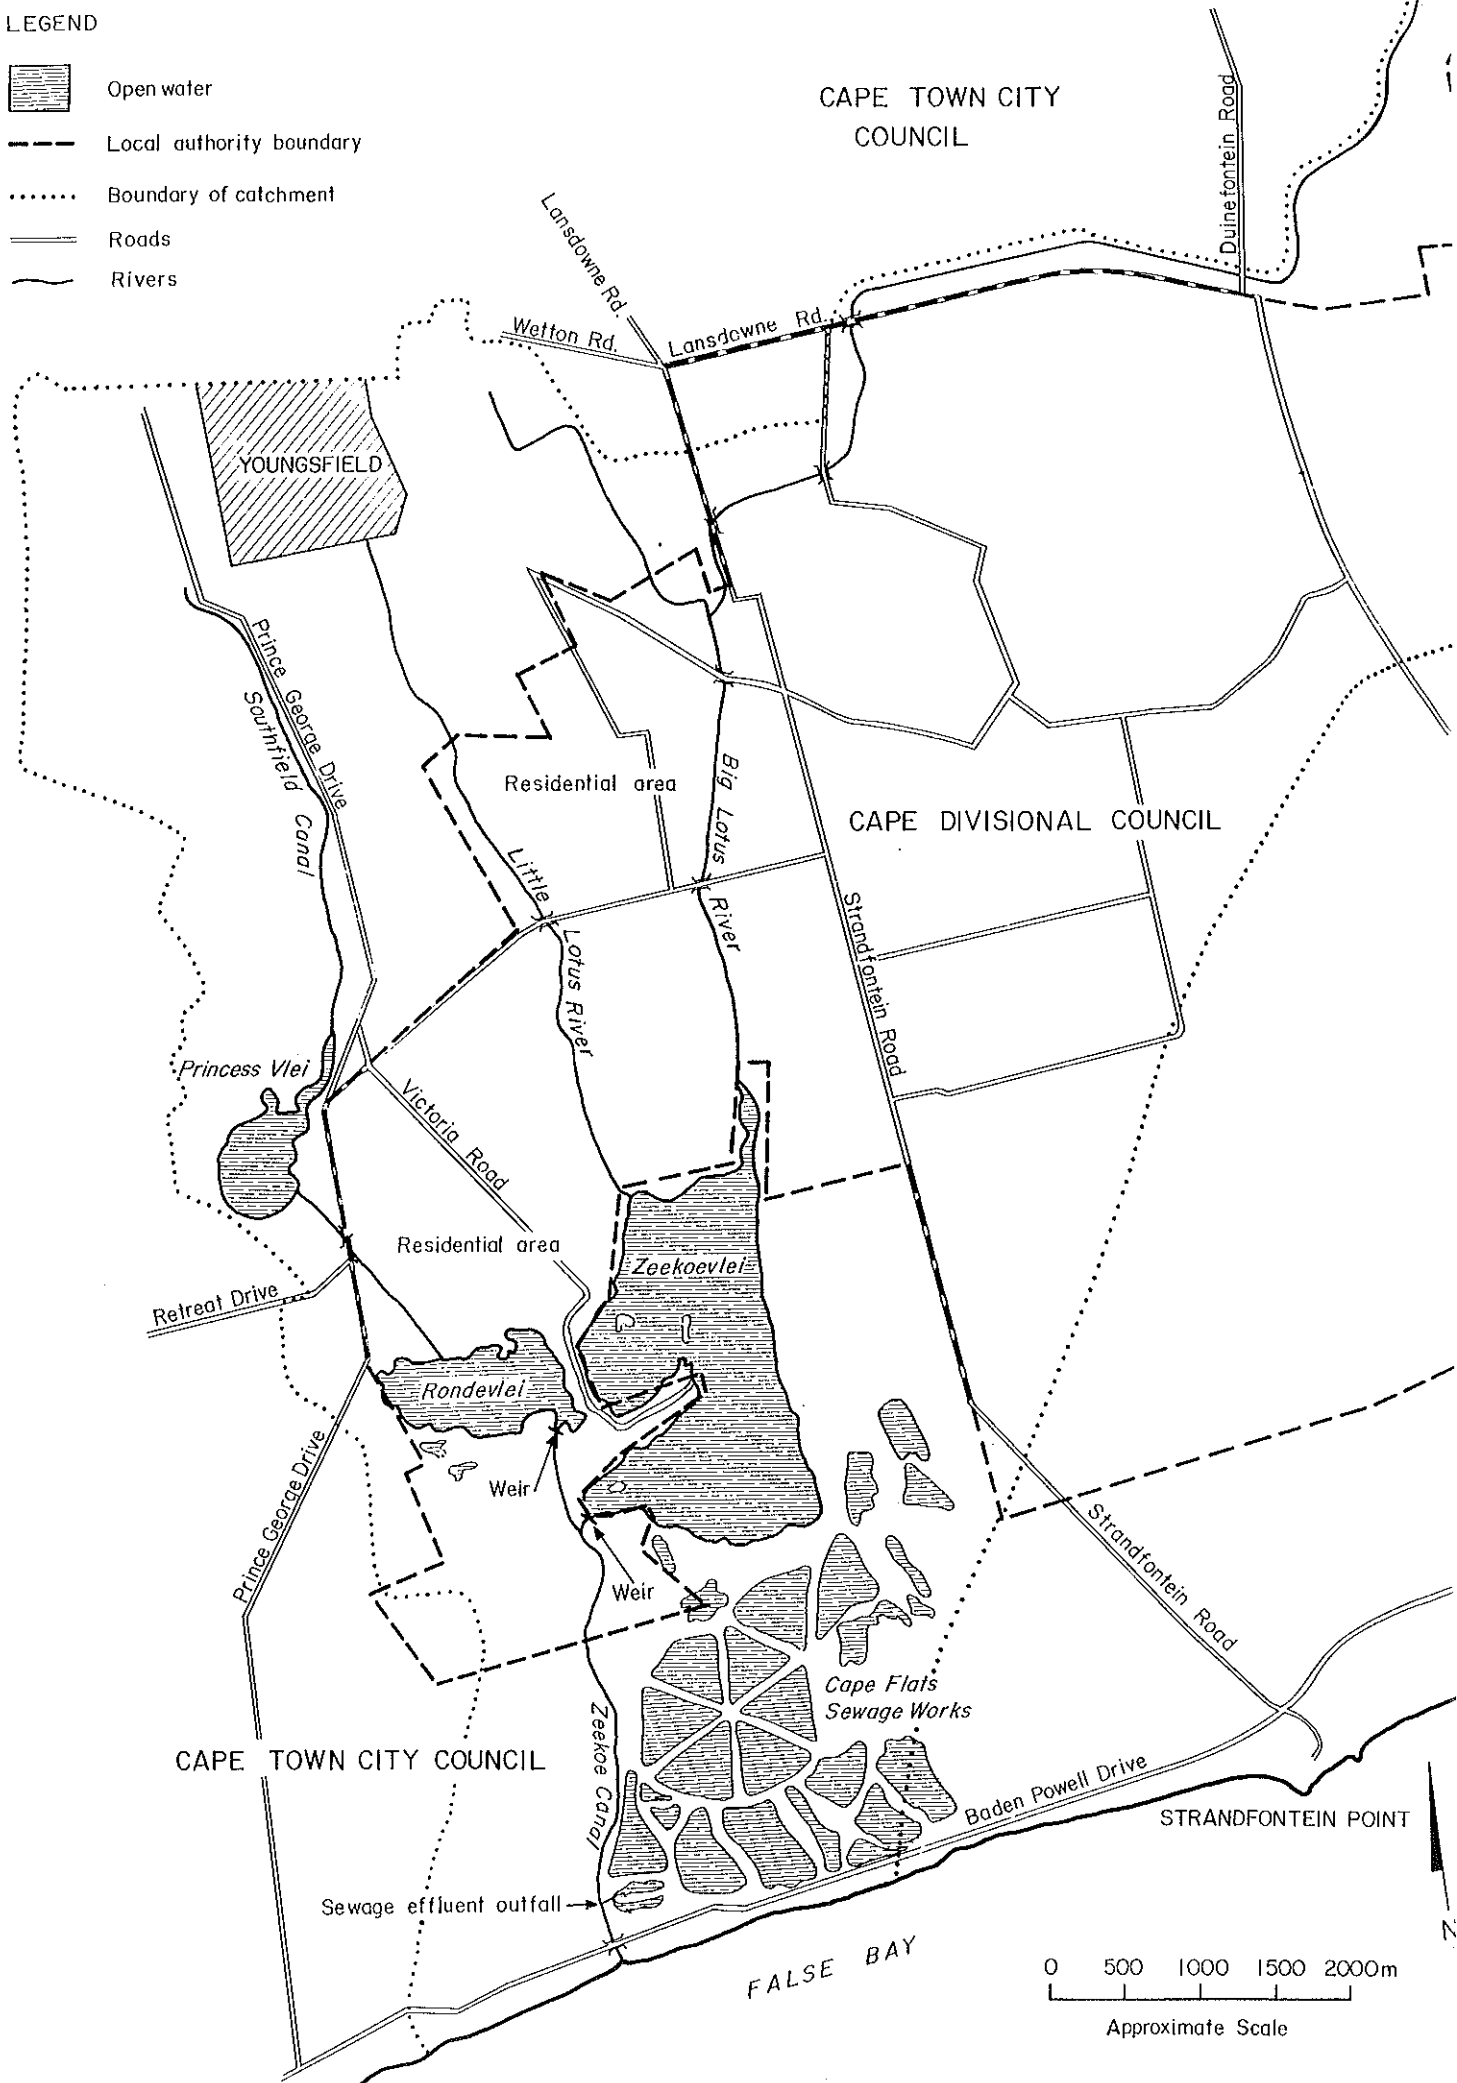 LEGEND
Open water
Local authority boundary
Boundary of catchment
Roads
Rivers
CAPE TOWN CITY
COUNCIL
Duinefontein Road
Lansdowne Rd.
Wetton Rd.
Lansdowne Rd.
YOUNGSFIELD
Prince George Drive
Southfield Canal
Residential area
Big Lotus River
CAPE DIVISIONAL COUNCIL
Little Lotus River
Strandfontein Road
Princess Vlei
Victoria Road
Residential area
Zeekoevlei
Retreat Drive
Rondevlei
Prince George Drive
Weir
Weir
Strandfontein Road
Cape Flats
Sewage Works
Zeekoe Canal
CAPE TOWN CITY COUNCIL
Baden Powell Drive
STRANDFONTEIN POINT
Sewage effluent outfall
FALSE BAY
N
0 500 1000 1500 2000m
Approximate Scale